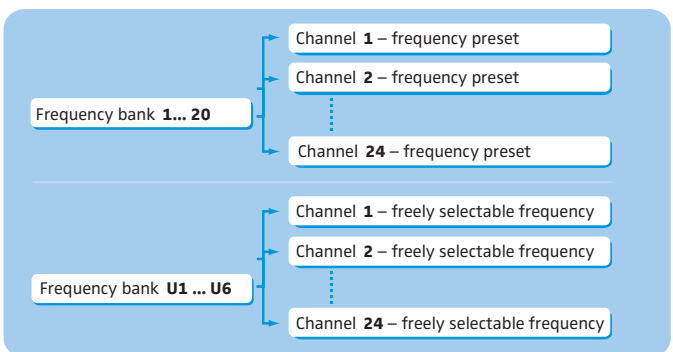 Channel 1 – frequency preset
Channel 2 – frequency preset
Frequency bank 1... 20
Channel 24 – frequency preset
Channel 1 – freely selectable frequency
Channel 2 – freely selectable frequency
Frequency bank U1 ... U6
Channel 24 – freely selectable frequency